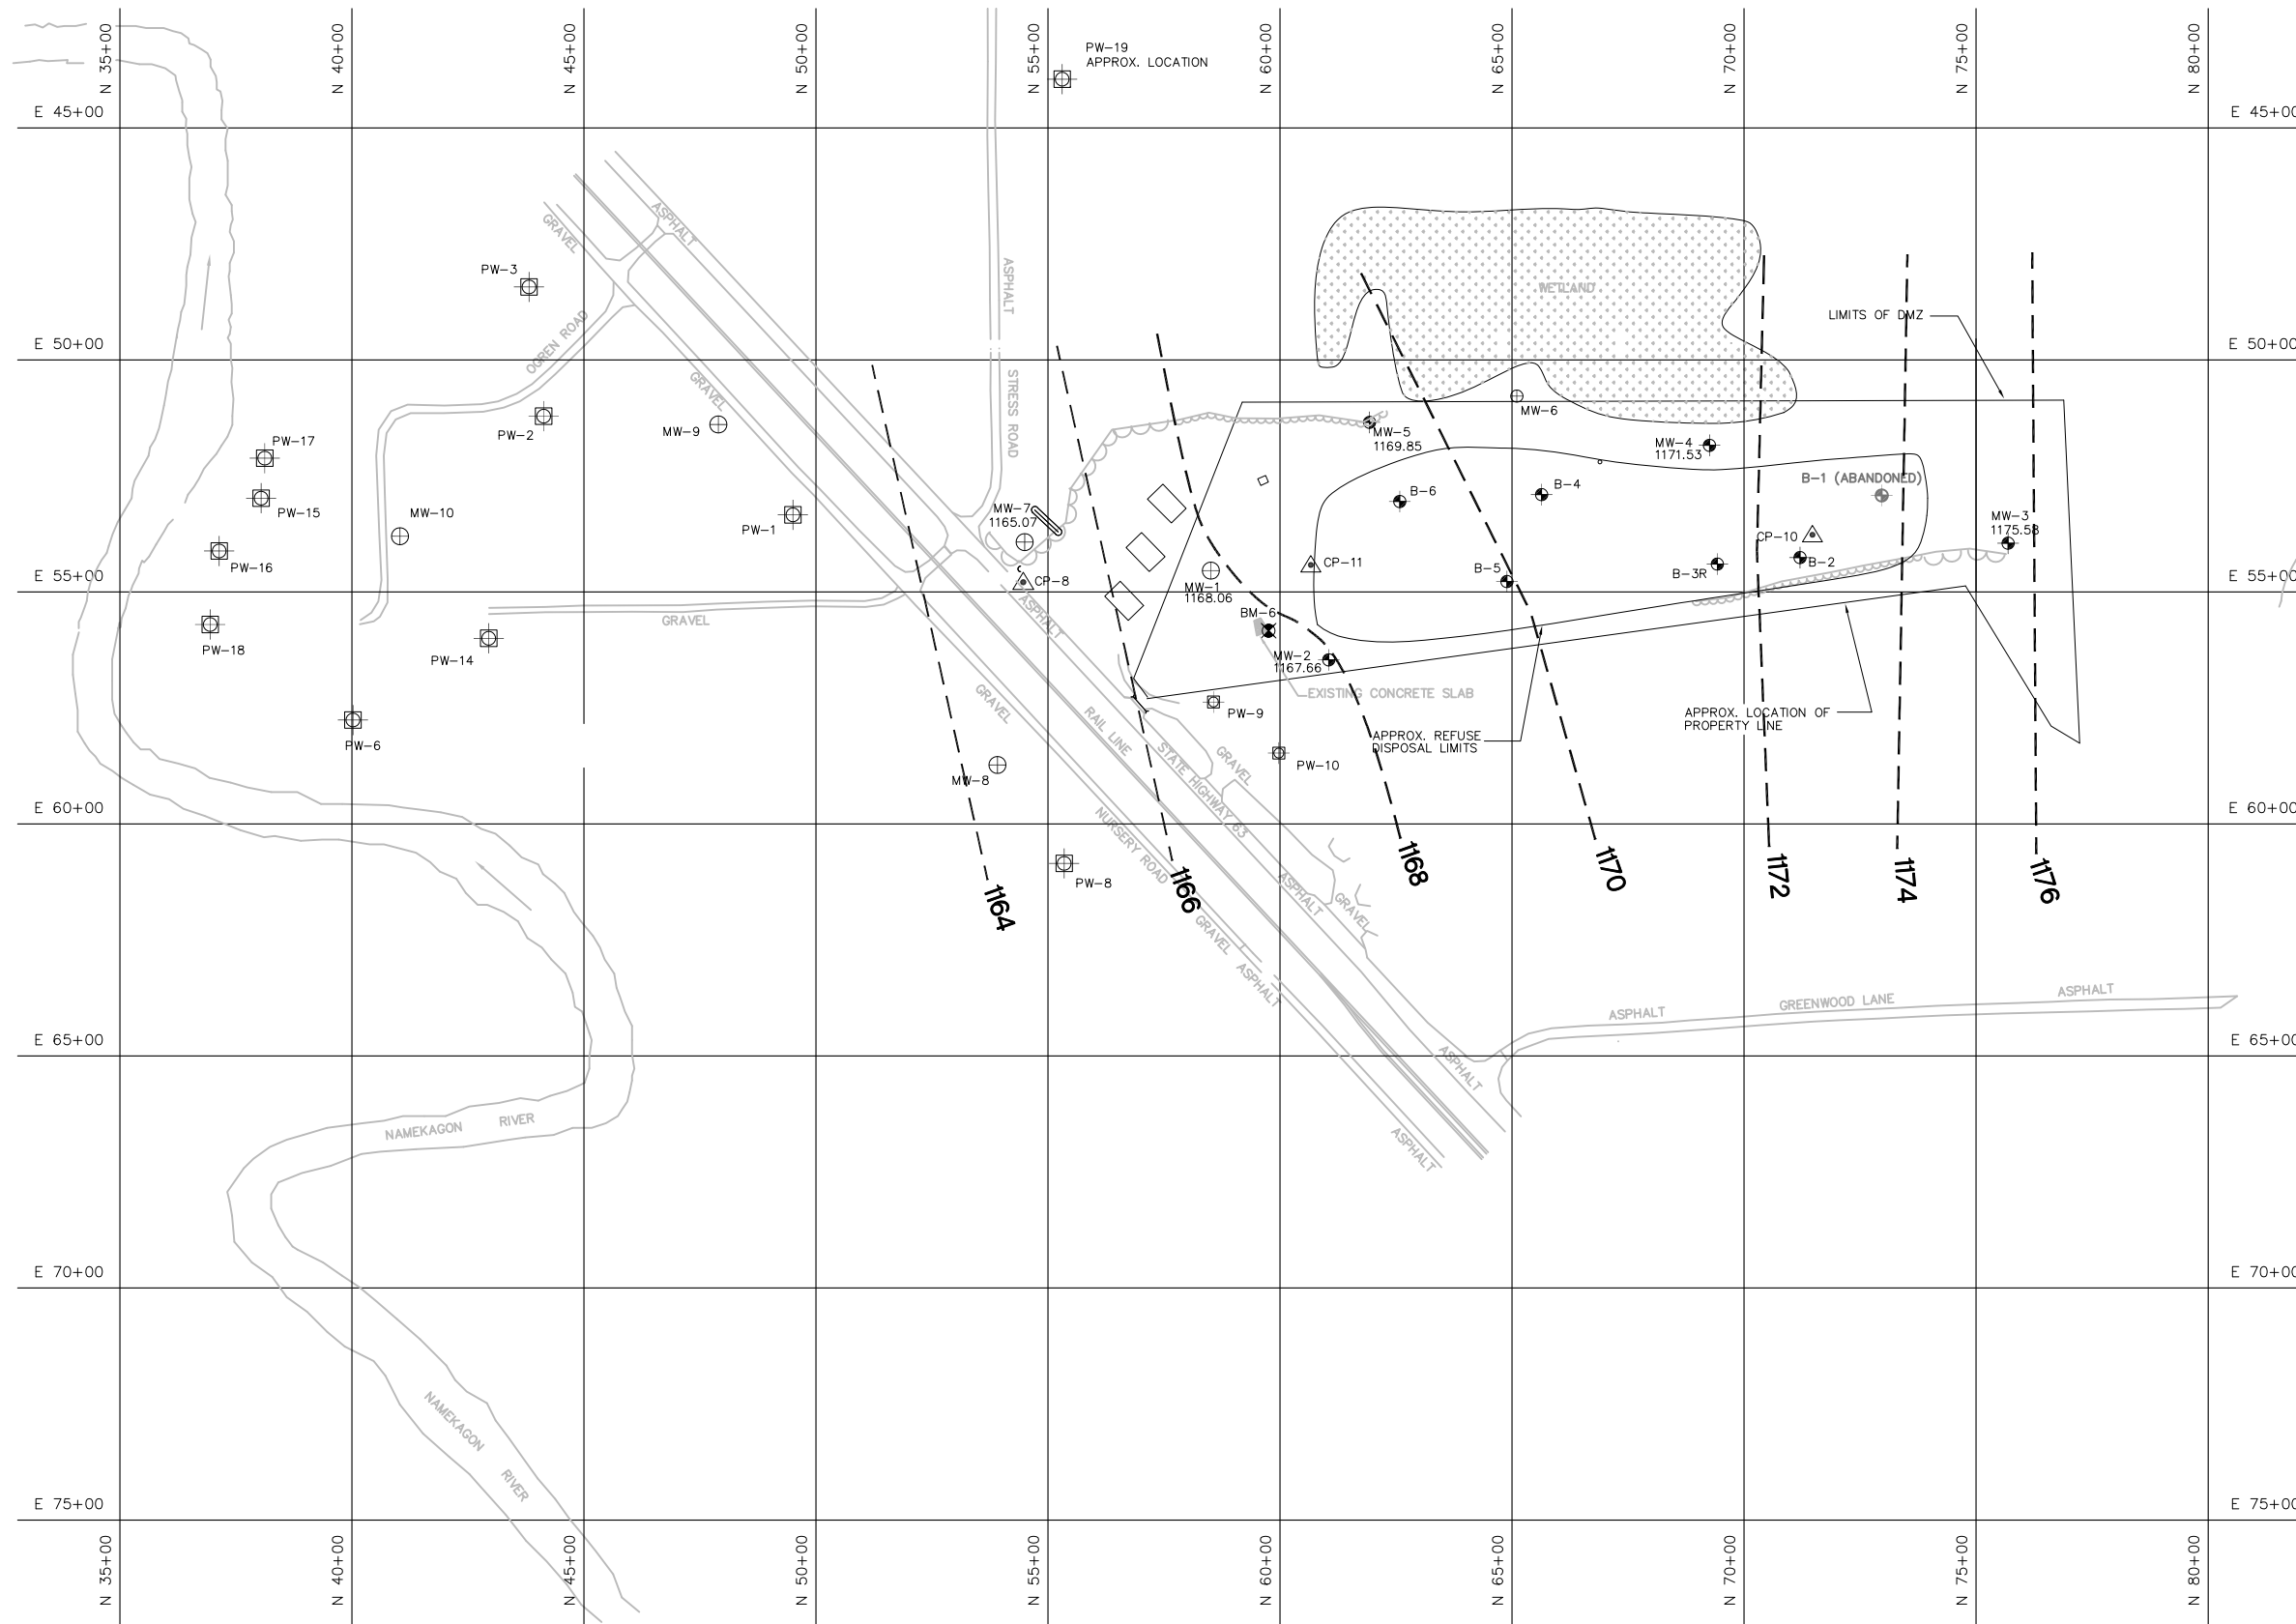 N 35+00
N 40+00
N 45+00
N 50+00
N 55+00
N 60+00
N 65+00
N 70+00
N 75+00
N 80+00
PW-19
APPROX. LOCATION
E 45+00
E 45+00
ASPHALT
GRAVEL
PW-3
ASPHALT
WETLAND
LIMITS OF DMZ
OGREN ROAD
E 50+00
E 50+00
GRAVEL
STRESS ROAD
MW-6
PW-2
MW-9
PW-17
MW-5
1169.85
MW-4
1171.53
B-1 (ABANDONED)
B-6
B-4
PW-15
MW-10
PW-1
MW-7
1165.07
MW-3
1175.58
CP-10
PW-16
CP-8
CP-11
B-5
B-3R
B-2
E 55+00
E 55+00
MW-1
1168.06
BM-6
ASPHALT
GRAVEL
PW-18
PW-14
MW-2
1167.66
EXISTING CONCRETE SLAB
GRAVEL
PW-9
APPROX. LOCATION OF
PROPERTY LINE
RAIL LINE
APPROX. REFUSE
DISPOSAL LIMITS
PW-6
STATE HIGHWAY 63
GRAVEL
PW-10
MW-8
E 60+00
E 60+00
NURSERY ROAD
PW-8
1164
1166
1168
1170
1172
1174
1176
ASPHALT
GRAVEL
GRAVEL
ASPHALT
ASPHALT
GREENWOOD LANE
ASPHALT
E 65+00
E 65+00
ASPHALT
NAMEKAGON
RIVER
ASPHALT
E 70+00
E 70+00
NAMEKAGON
RIVER
E 75+00
E 75+00
N 35+00
N 40+00
N 45+00
N 50+00
N 55+00
N 60+00
N 65+00
N 70+00
N 75+00
N 80+00